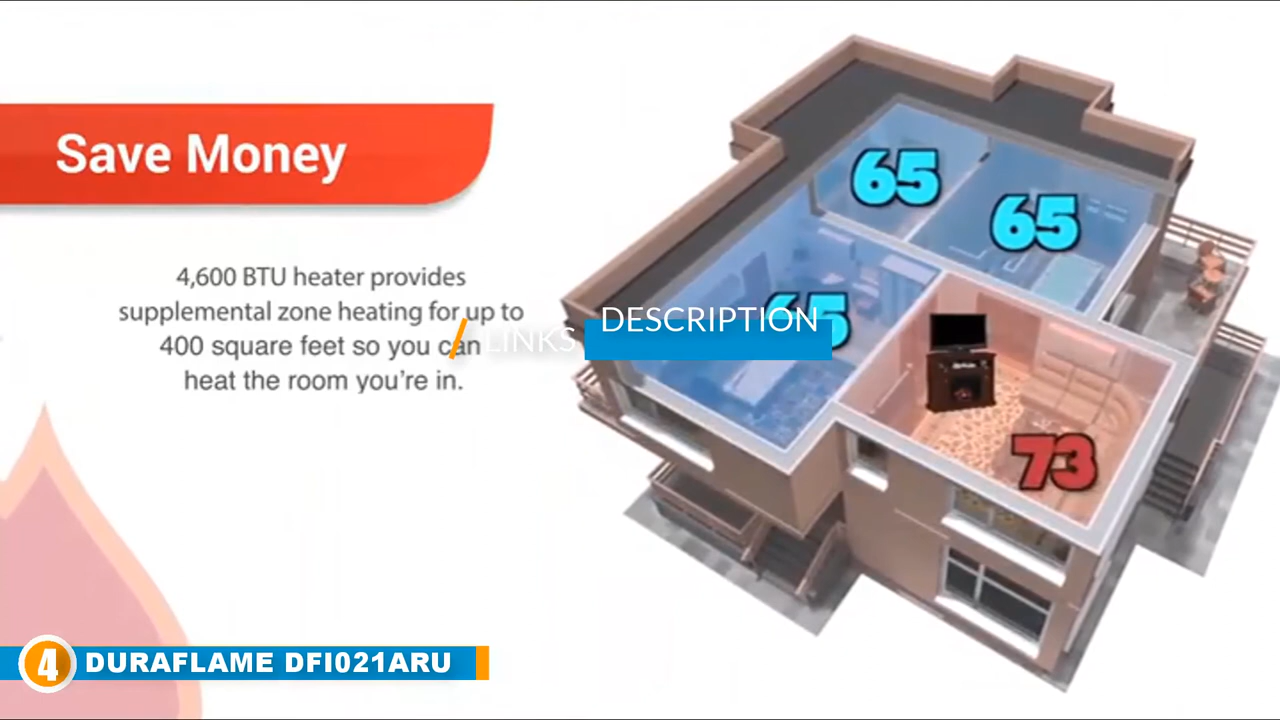 Save Money
4,600 BTU heater provides
supplemental zone heating for up to
400 square feet so you can
heat the room you're in.
65
65
65
73
LINKS
DESCRIPTION
4
DURAFLAME DFI021ARU